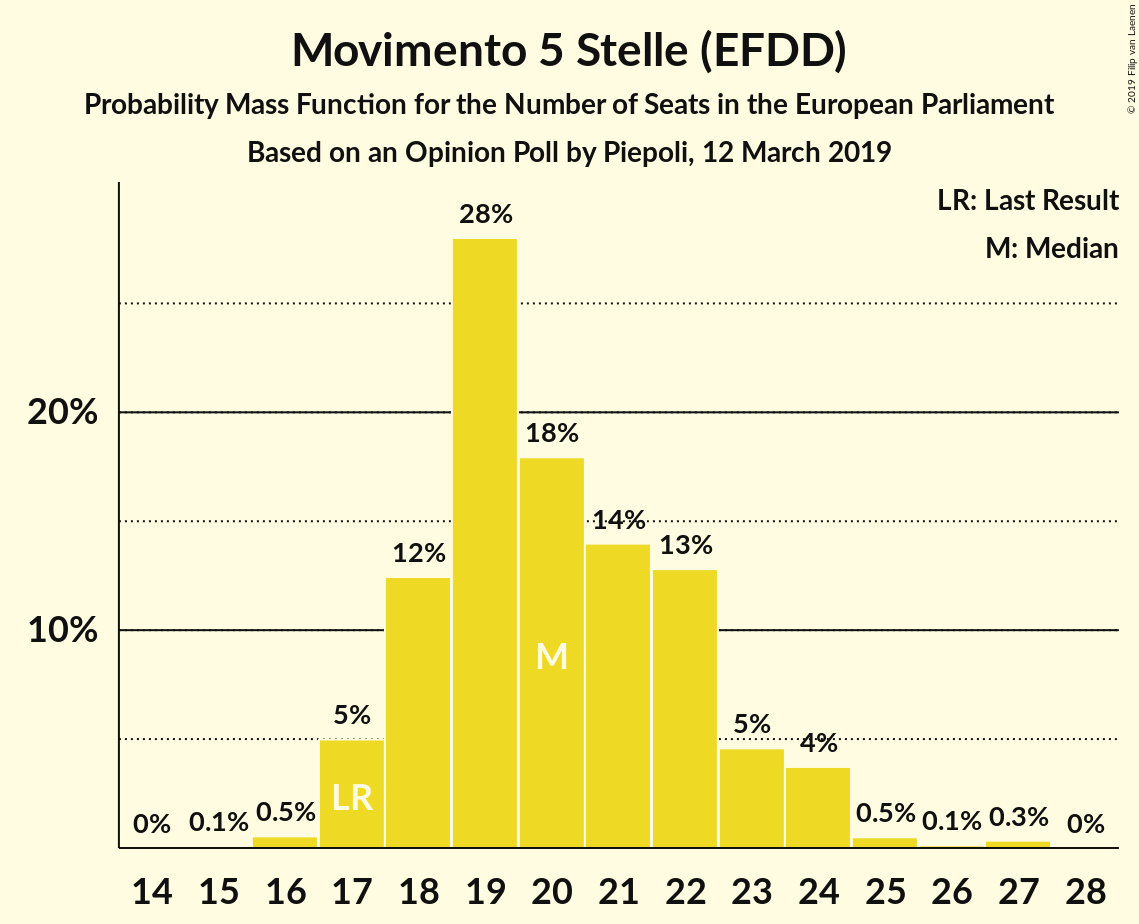 Movimento 5 Stelle (EFDD)
Probability Mass Function for the Number of Seats in the European Parliament
Based on an Opinion Poll by Piepoli, 12 March 2019
© 2019 Filip van Laenen
LR: Last Result
M: Median
28%
20%
18%
14%
13%
12%
10%
M
5%
5%
4%
LR
0%
0.1%
0.5%
0.5%
0.1%
0.3%
0%
14 15 16 17 18 19 20 21 22 23 24 25 26 27 28